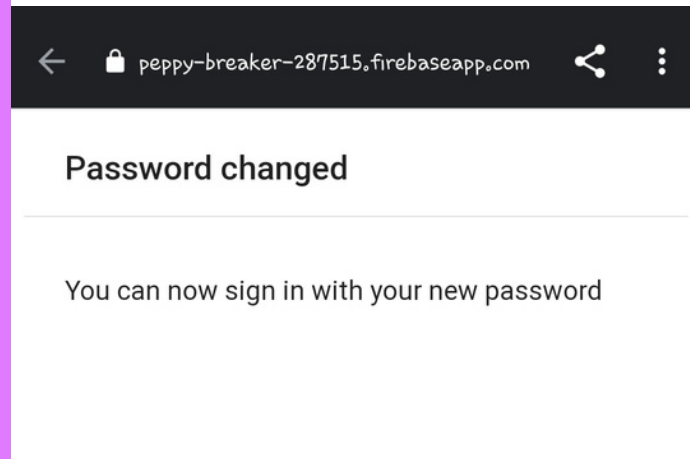 peppy-breaker-287515.firebaseapp.com
Password changed
You can now sign in with your new password